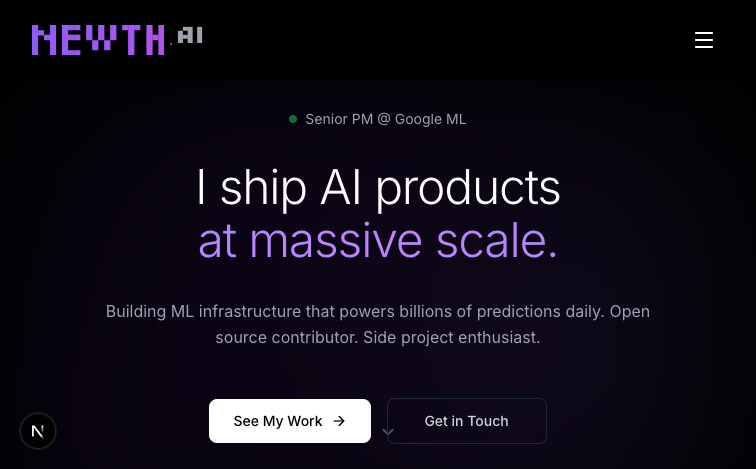 NEWTH.AI
Senior PM @ Google ML
I ship AI products
at massive scale.
Building ML infrastructure that powers billions of predictions daily. Open
source contributor. Side project enthusiast.
See My Work →
Get in Touch
N